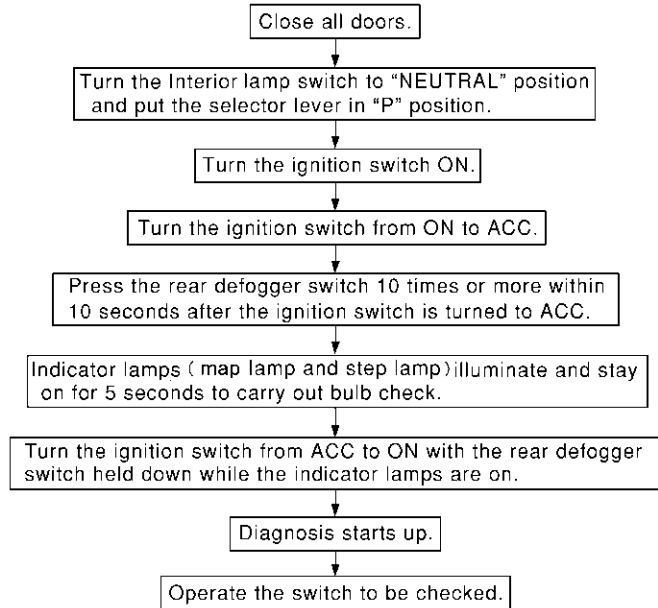 Close all doors.
Turn the Interior lamp switch to “NEUTRAL” position
and put the selector lever in “P” position.
Turn the ignition switch ON.
Turn the ignition switch from ON to ACC.
Press the rear defogger switch 10 times or more within
10 seconds after the ignition switch is turned to ACC.
Indicator lamps ( map lamp and step lamp) illuminate and stay
on for 5 seconds to carry out bulb check.
Turn the ignition switch from ACC to ON with the rear defogger
switch held down while the indicator lamps are on.
Diagnosis starts up.
Operate the switch to be checked.